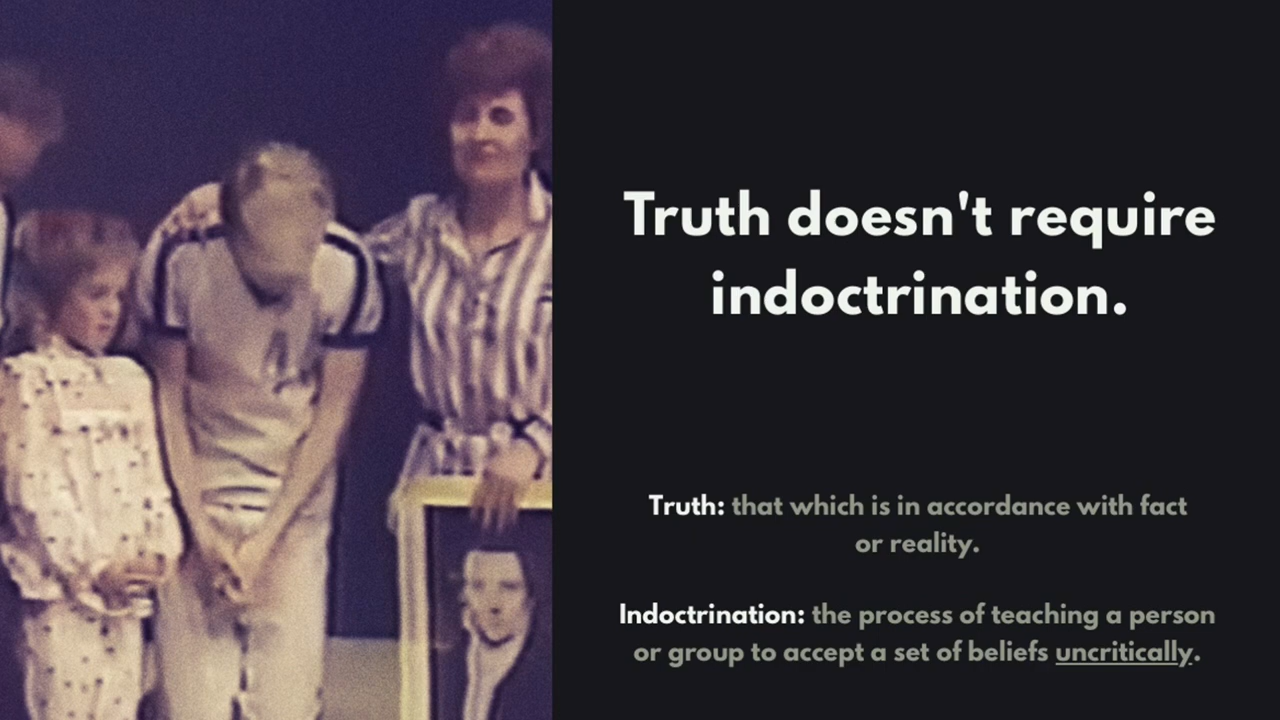 Truth doesn't require
indoctrination.
Truth: that which is in accordance with fact
or reality.
Indoctrination: the process of teaching a person
or group to accept a set of beliefs uncritically.